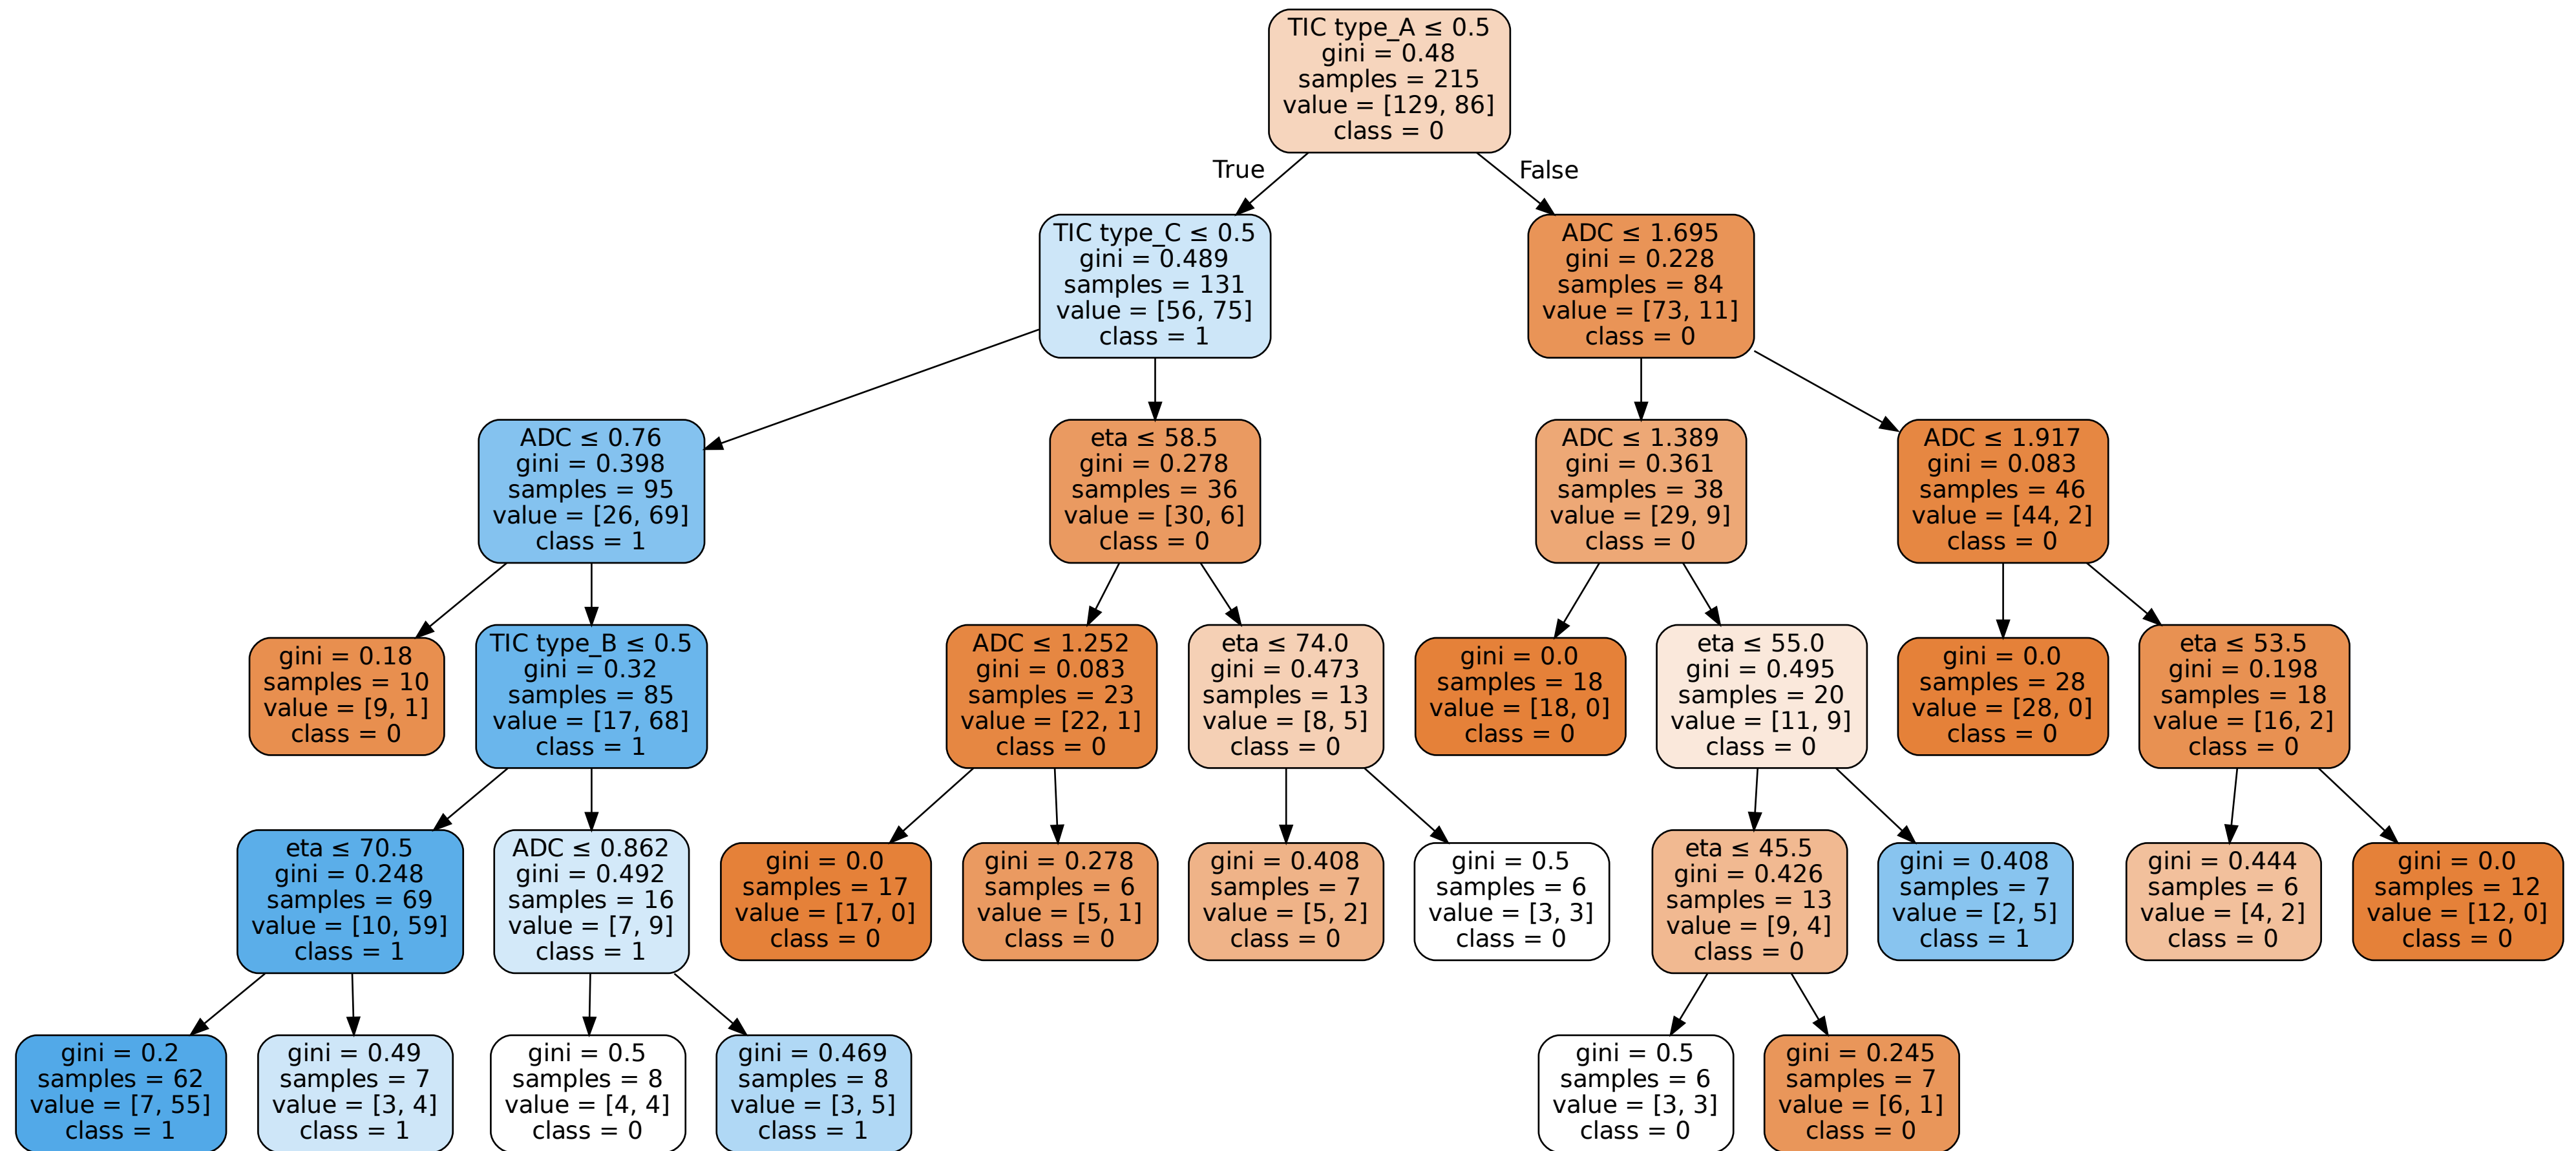 TIC type_A ≤ 0.5
gini = 0.48
samples = 215
value = [129, 86]
class = 0
True
False
TIC type_C ≤ 0.5
gini = 0.489
samples = 131
value = [56, 75]
class = 1
ADC ≤ 1.695
gini = 0.228
samples = 84
value = [73, 11]
class = 0
ADC ≤ 0.76
gini = 0.398
samples = 95
value = [26, 69]
class = 1
eta ≤ 58.5
gini = 0.278
samples = 36
value = [30, 6]
class = 0
ADC ≤ 1.389
gini = 0.361
samples = 38
value = [29, 9]
class = 0
ADC ≤ 1.917
gini = 0.083
samples = 46
value = [44, 2]
class = 0
gini = 0.18
samples = 10
value = [9, 1]
class = 0
TIC type_B ≤ 0.5
gini = 0.32
samples = 85
value = [17, 68]
class = 1
ADC ≤ 1.252
gini = 0.083
samples = 23
value = [22, 1]
class = 0
eta ≤ 74.0
gini = 0.473
samples = 13
value = [8, 5]
class = 0
gini = 0.0
samples = 18
value = [18, 0]
class = 0
eta ≤ 55.0
gini = 0.495
samples = 20
value = [11, 9]
class = 0
gini = 0.0
samples = 28
value = [28, 0]
class = 0
eta ≤ 53.5
gini = 0.198
samples = 18
value = [16, 2]
class = 0
eta ≤ 70.5
gini = 0.248
samples = 69
value = [10, 59]
class = 1
ADC ≤ 0.862
gini = 0.492
samples = 16
value = [7, 9]
class = 1
gini = 0.0
samples = 17
value = [17, 0]
class = 0
gini = 0.278
samples = 6
value = [5, 1]
class = 0
gini = 0.408
samples = 7
value = [5, 2]
class = 0
gini = 0.5
samples = 6
value = [3, 3]
class = 0
eta ≤ 45.5
gini = 0.426
samples = 13
value = [9, 4]
class = 0
gini = 0.408
samples = 7
value = [2, 5]
class = 1
gini = 0.444
samples = 6
value = [4, 2]
class = 0
gini = 0.0
samples = 12
value = [12, 0]
class = 0
gini = 0.2
samples = 62
value = [7, 55]
class = 1
gini = 0.49
samples = 7
value = [3, 4]
class = 1
gini = 0.5
samples = 8
value = [4, 4]
class = 0
gini = 0.469
samples = 8
value = [3, 5]
class = 1
gini = 0.5
samples = 6
value = [3, 3]
class = 0
gini = 0.245
samples = 7
value = [6, 1]
class = 0